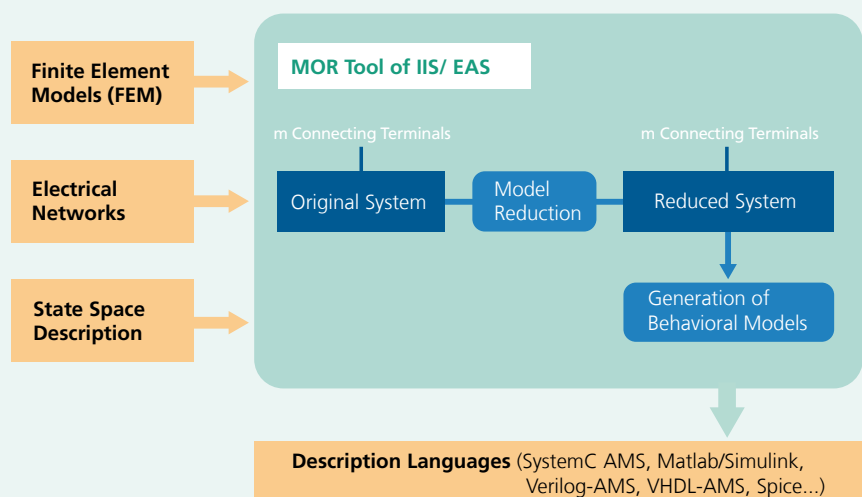 Finite Element
Models (FEM)
MOR Tool of IIS/ EAS
m Connecting Terminals
m Connecting Terminals
Electrical
Networks
Original System
Model
Reduction
Reduced System
State Space
Description
Generation of
Behavioral Models
Description Languages (SystemC AMS, Matlab/Simulink,
Verilog-AMS, VHDL-AMS, Spice...)